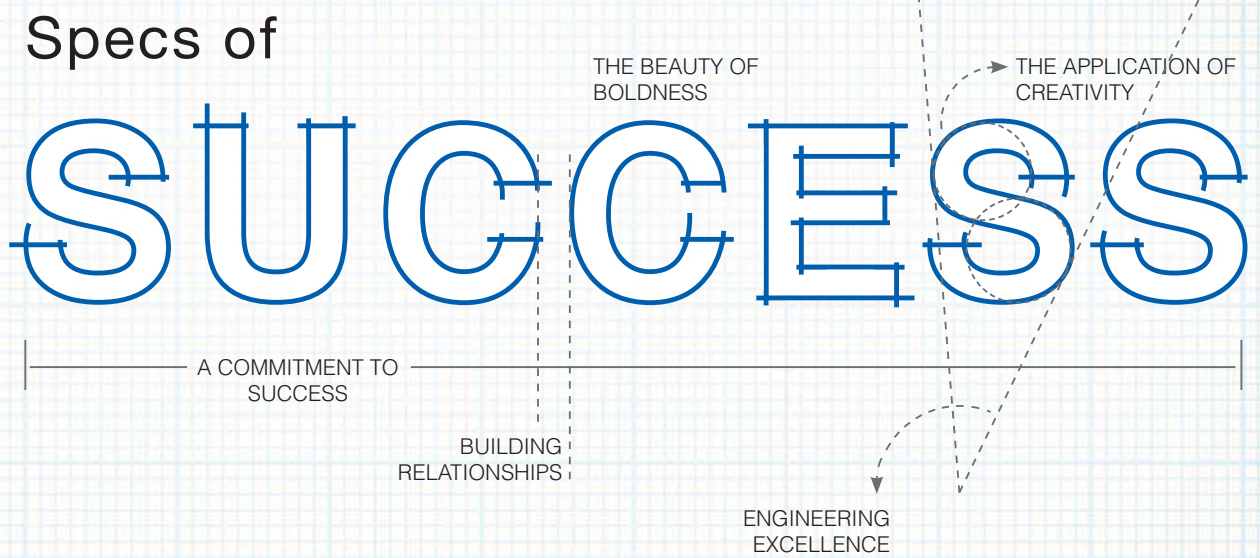 Specs of
THE BEAUTY OF
BOLDNESS
THE APPLICATION OF
CREATIVITY
SUCCESS
A COMMITMENT TO
SUCCESS
BUILDING
RELATIONSHIPS
ENGINEERING
EXCELLENCE